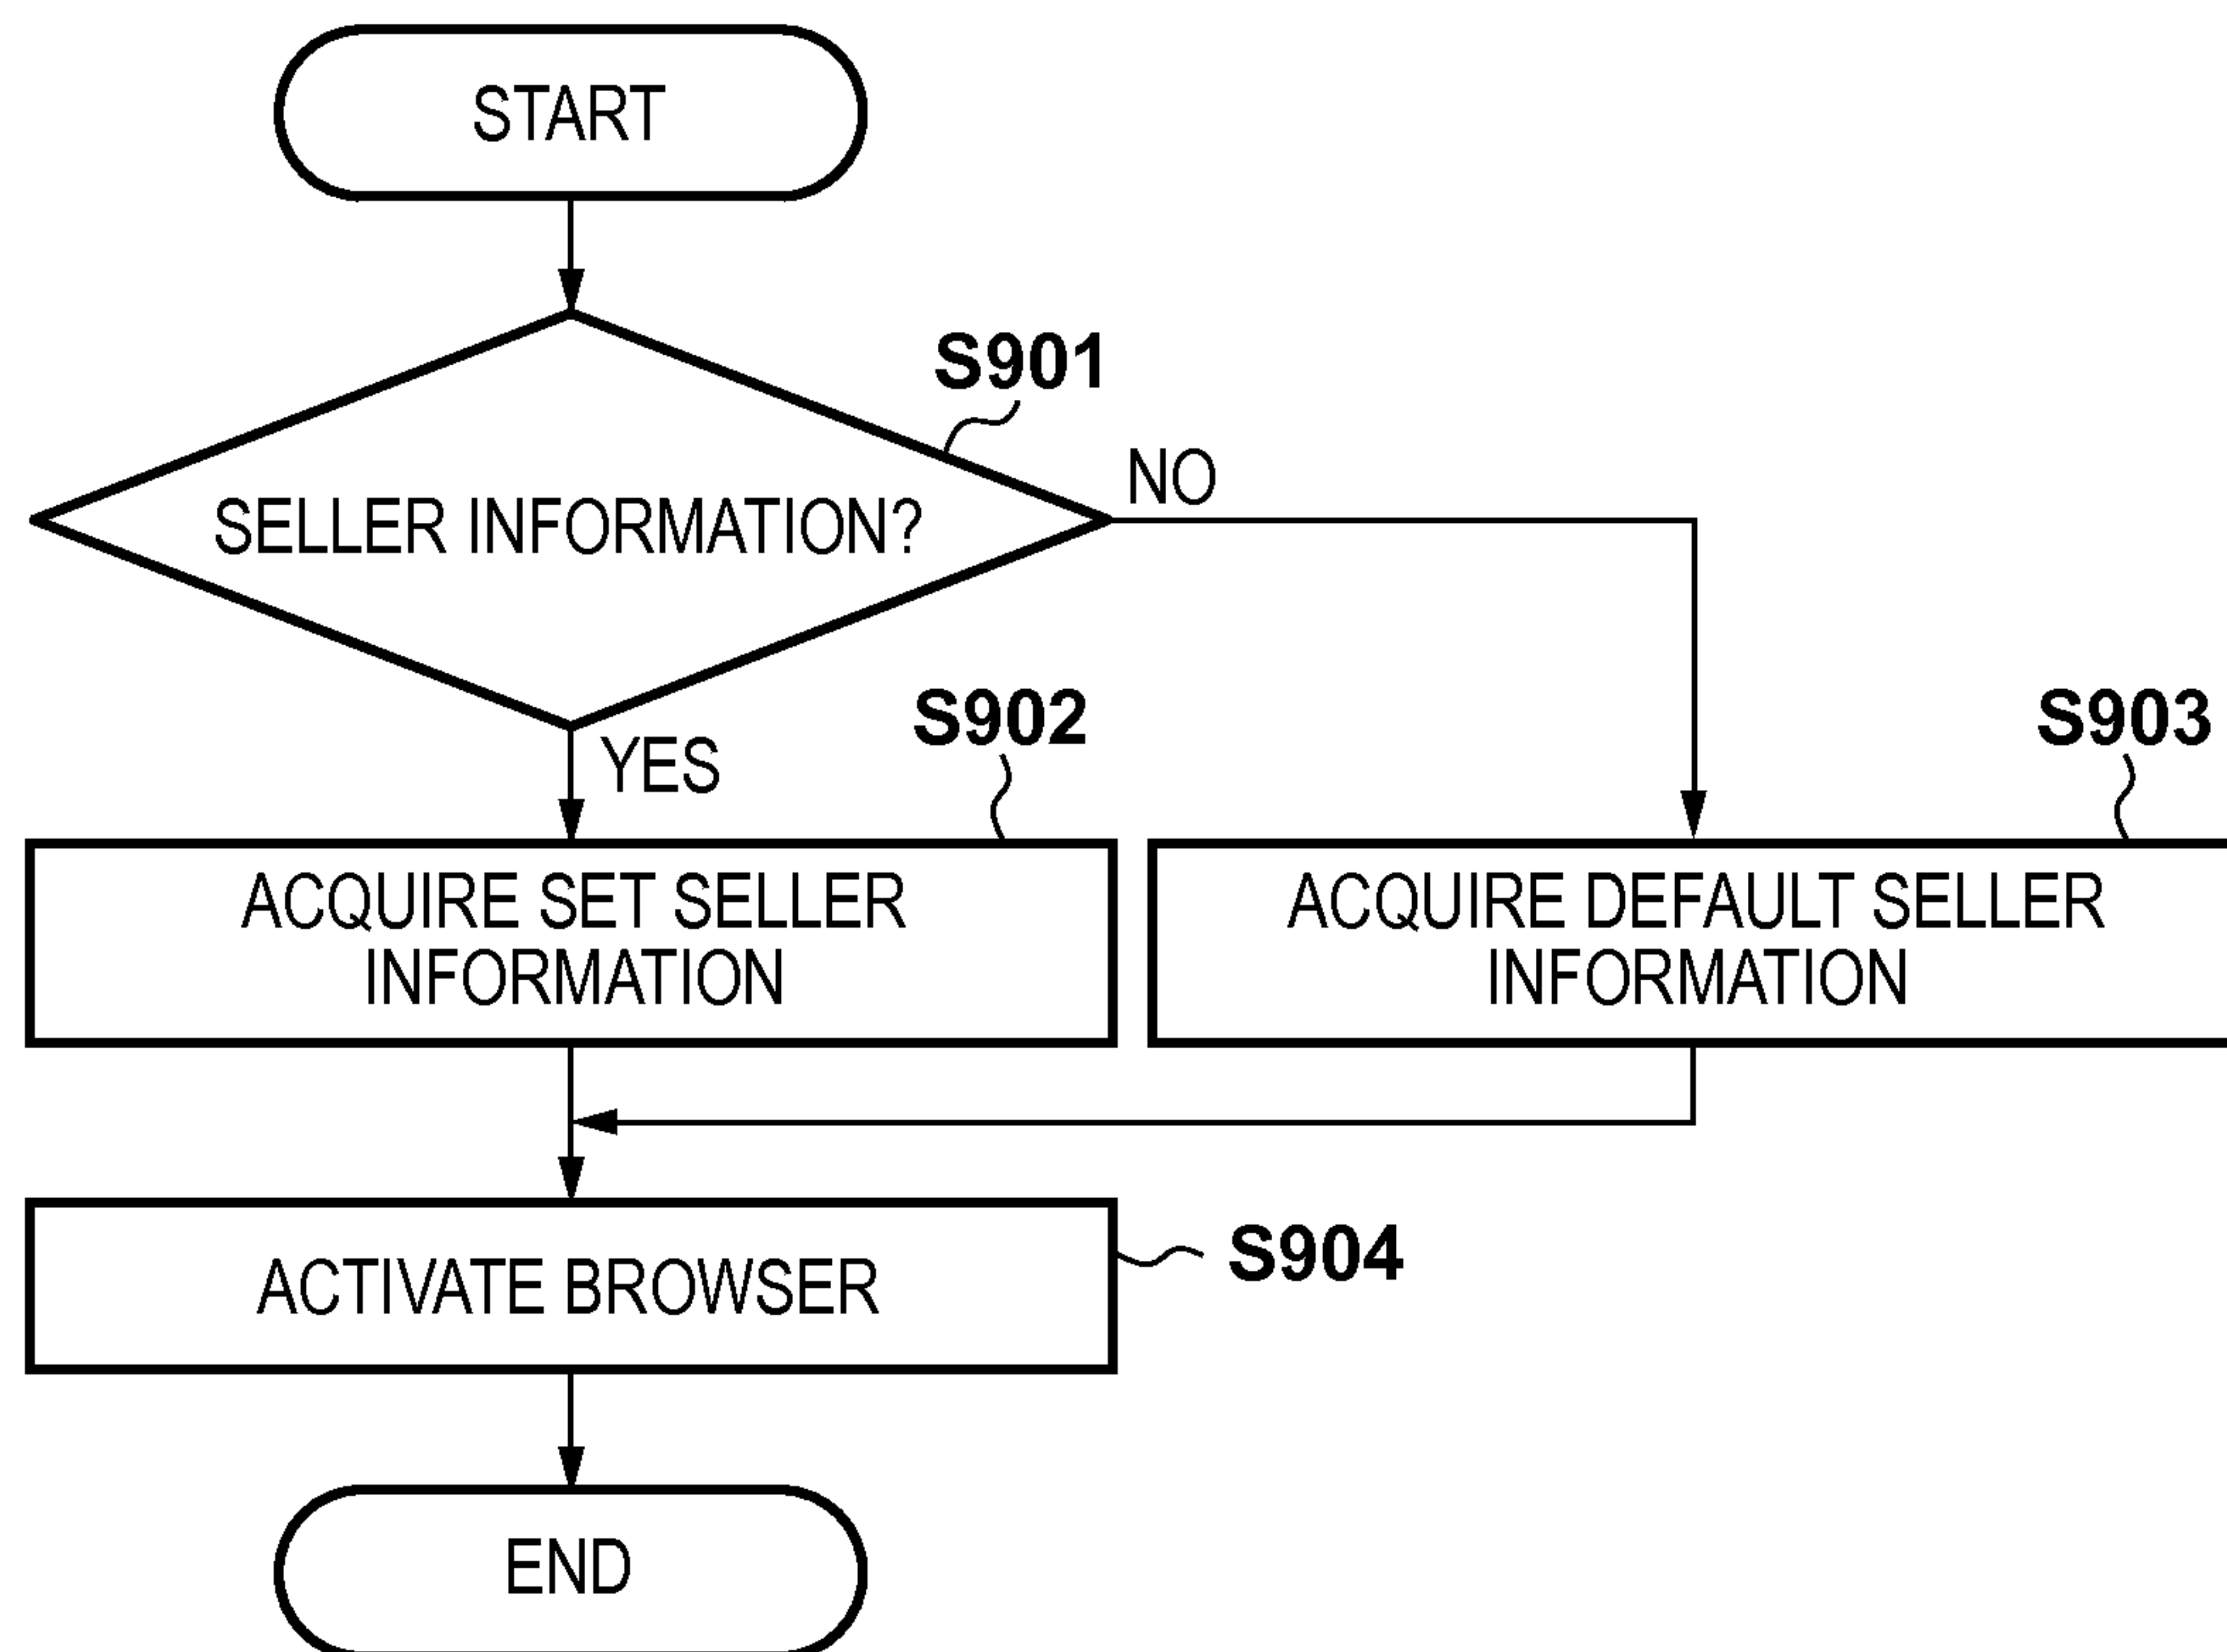 START
S901
NO
SELLER INFORMATION?
S902
S903
YES
ACQUIRE SET SELLER
INFORMATION
ACQUIRE DEFAULT SELLER
INFORMATION
ACTIVATE BROWSER
S904
END